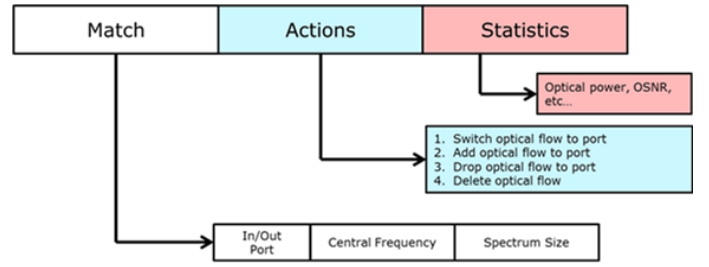 Match Actions Statistics
Optical power, OSNR,
etc...
1. Switch optical flow to port
2. Add optical flow to port
3. Drop optical flow to port
4. Delete optical flow
In/Out
Port
Central Frequency
Spectrum Size